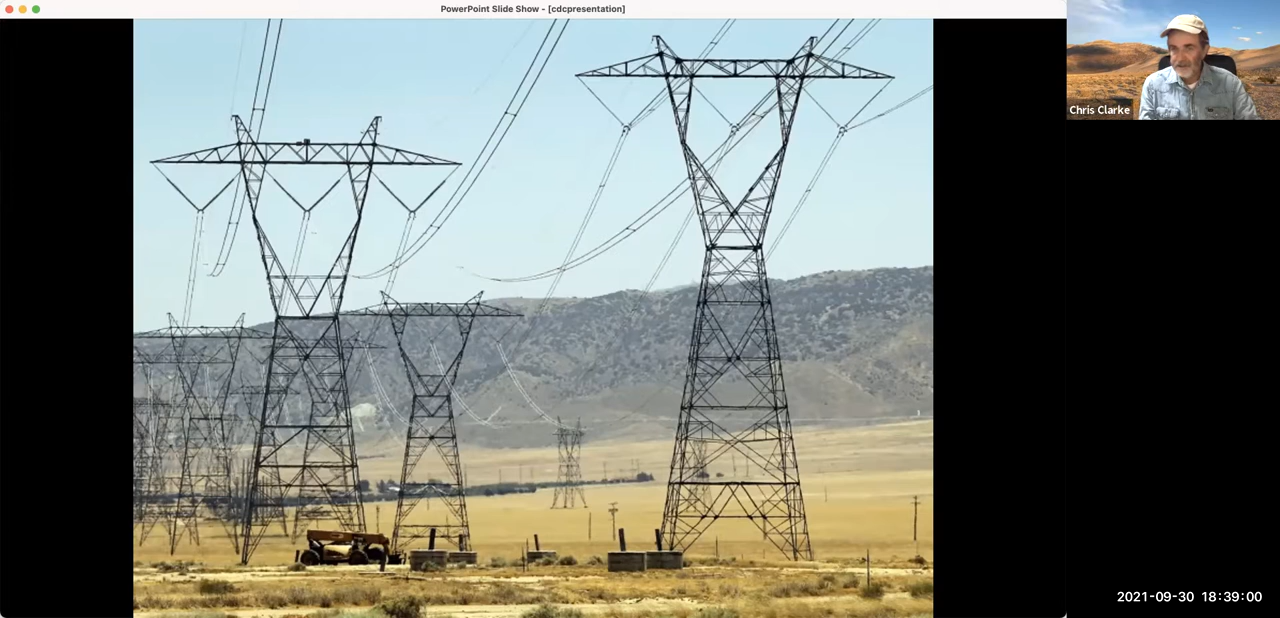 PowerPoint Slide Show - [cdcpresentation]
Chris Clarke
2021-09-30 18:39:00